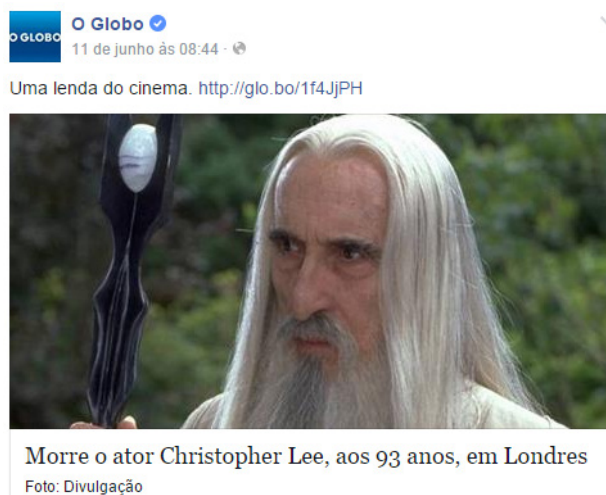 O GLOBO
O Globo
11 de junho às 08:44
Uma lenda do cinema. http://glo.bo/1f4JjPH
Morre o ator Christopher Lee, aos 93 anos, em Londres
Foto: Divulgação